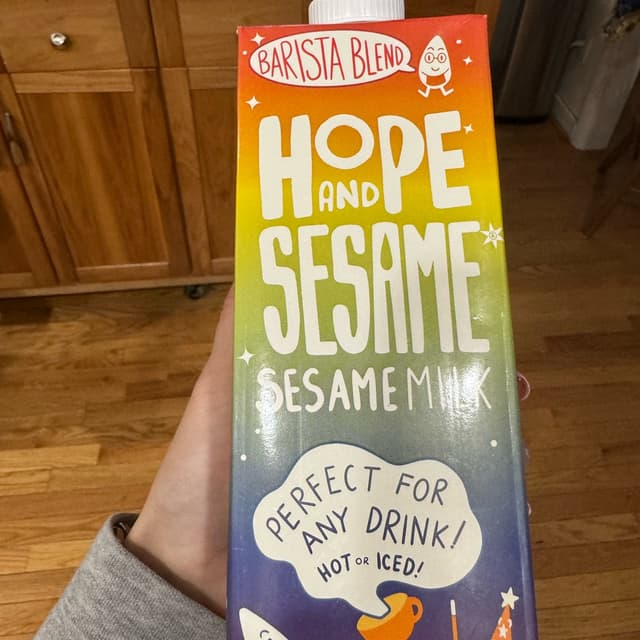 BARISTA BLEND
HOPE
AND
SESAME
SESAME MILK
PERFECT FOR
ANY DRINK!
HOT OR ICED!